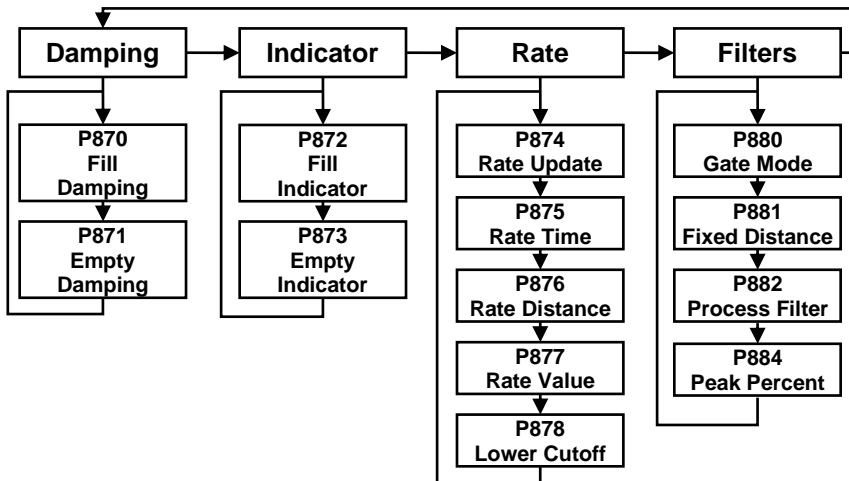 Damping
Indicator
Rate
Filters
P870
Fill
Damping
P871
Empty
Damping
P872
Fill
Indicator
P873
Empty
Indicator
P874
Rate Update
P875
Rate Time
P876
Rate Distance
P877
Rate Value
P878
Lower Cutoff
P880
Gate Mode
P881
Fixed Distance
P882
Process Filter
P884
Peak Percent